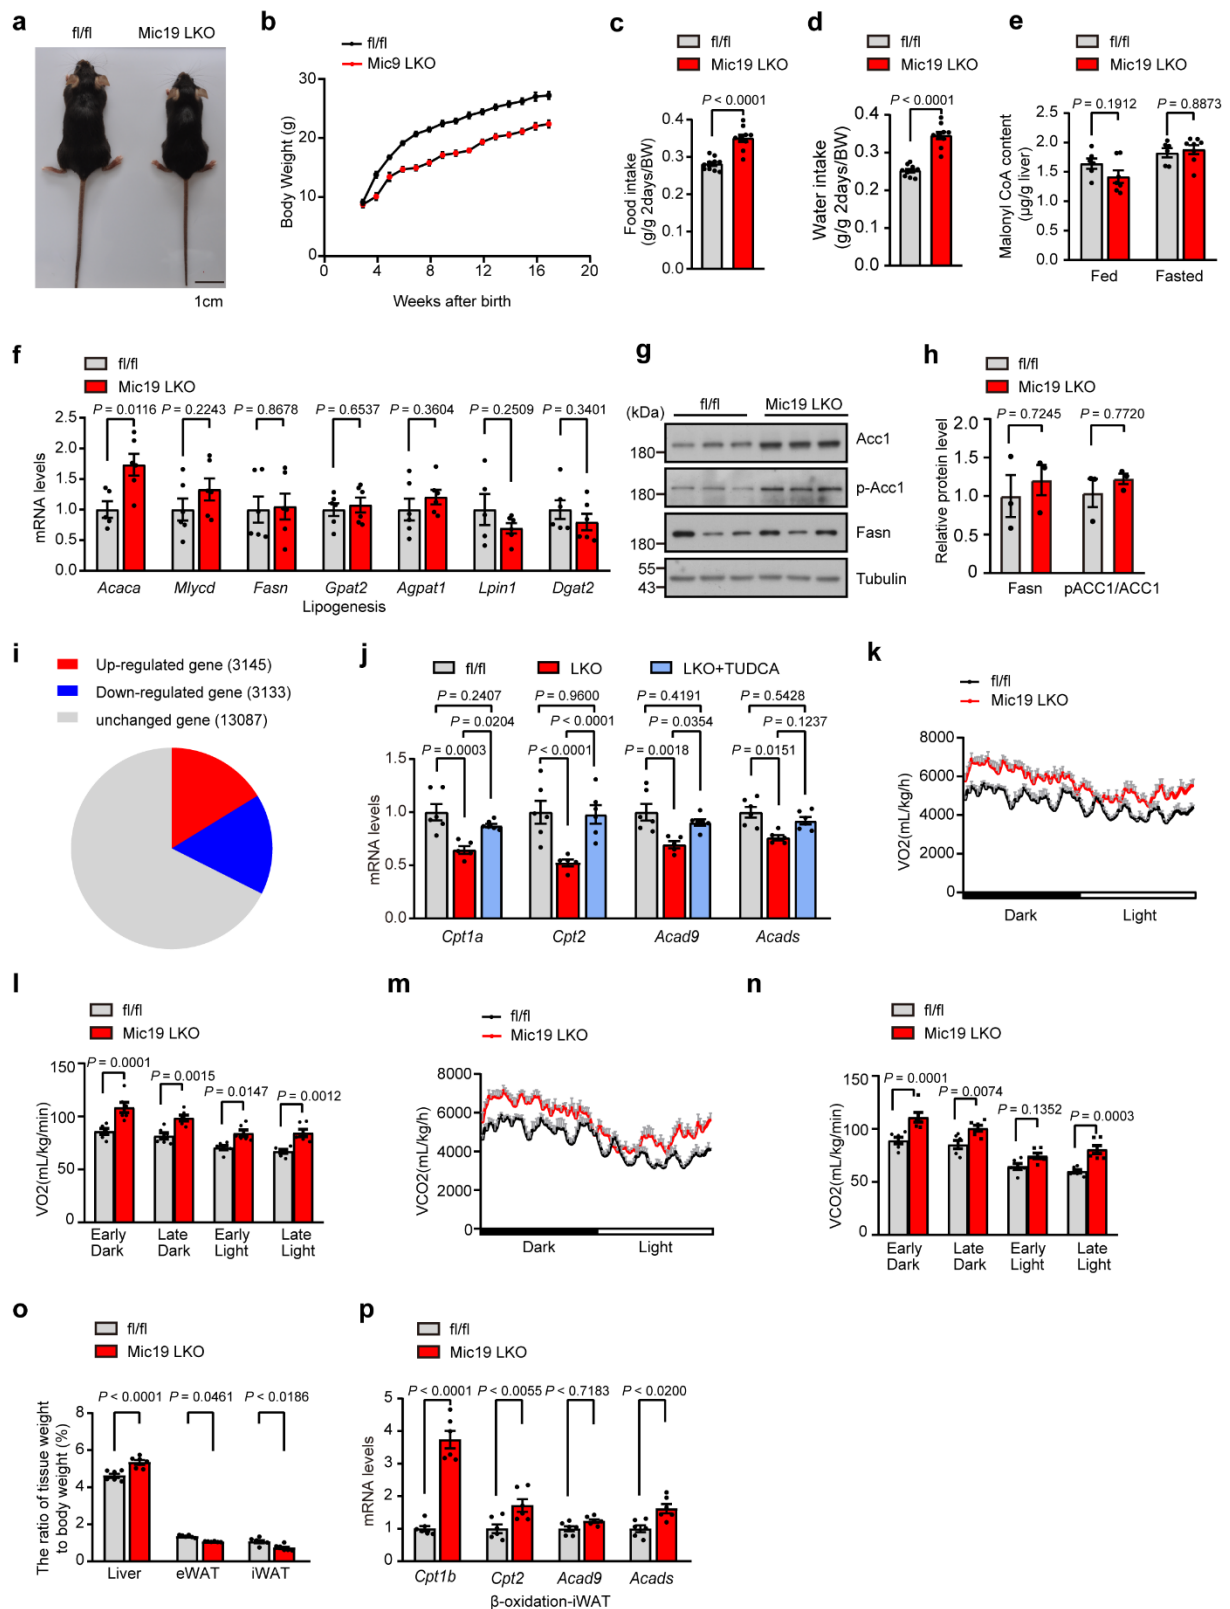 a
fl/fl
Mic19 LKO
1cm
b
fl/fl
Mic9 LKO
Body Weight (g)
30
20
10
0
0
4
8
12
16
20
Weeks after birth
c
fl/fl
Mic19 LKO
P < 0.0001
Food intake
(g/g 2days/BW)
0.4
0.3
0.2
0.1
0.0
d
fl/fl
Mic19 LKO
P < 0.0001
Water intake
(g/g 2days/BW)
0.4
0.3
0.2
0.1
0.0
e
fl/fl
Mic19 LKO
P = 0.1912
P = 0.8873
Malonyl CoA content
(µg/g liver)
2.5
2.0
1.5
1.0
0.5
0.0
Fed
Fasted
f
fl/fl
Mic19 LKO
P = 0.0116
P = 0.2243
P = 0.8678
P = 0.6537
P = 0.3604
P = 0.2509
P = 0.3401
mRNA levels
2.5
2.0
1.5
1.0
0.5
0.0
Acaca
Mlycd
Fasn
Gpat2
Agpat1
Lpin1
Dgat2
Lipogenesis
g
(kDa)
fl/fl
Mic19 LKO
180
Acc1
180
p-Acc1
180
Fasn
55
43
Tubulin
h
fl/fl
Mic19 LKO
P = 0.7245
P = 0.7720
Relative protein level
2.0
1.5
1.0
0.5
0.0
Fasn
pACC1/ACC1
i
Up-regulated gene (3145)
Down-regulated gene (3133)
unchanged gene (13087)
j
fl/fl
LKO
LKO+TUDCA
P = 0.2407
P = 0.9600
P = 0.4191
P = 0.5428
P = 0.0204
P < 0.0001
P = 0.0354
P = 0.1237
P = 0.0003
P < 0.0001
P = 0.0018
P = 0.0151
mRNA levels
1.5
1.0
0.5
0.0
Cpt1a
Cpt2
Acad9
Acads
k
fl/fl
Mic19 LKO
VO2(mL/kg/h)
8000
6000
4000
2000
0
Dark
Light
l
fl/fl
Mic19 LKO
P = 0.0001
P = 0.0015
P = 0.0147
P = 0.0012
VO2(mL/kg/min)
150
100
50
0
Early
Dark
Late
Dark
Early
Light
Late
Light
m
fl/fl
Mic19 LKO
VCO2(mL/kg/h)
8000
6000
4000
2000
0
Dark
Light
n
fl/fl
Mic19 LKO
P = 0.0001
P = 0.0074
P = 0.1352
P = 0.0003
VCO2(mL/kg/min)
150
100
50
0
Early
Dark
Late
Dark
Early
Light
Late
Light
o
fl/fl
Mic19 LKO
P < 0.0001
P = 0.0461
P < 0.0186
The ratio of tissue weight
to body weight (%)
8
6
4
2
0
Liver
eWAT
iWAT
p
fl/fl
Mic19 LKO
P < 0.0001
P < 0.0055
P < 0.7183
P < 0.0200
mRNA levels
5
4
3
2
1
0
Cpt1b
Cpt2
Acad9
Acads
β-oxidation-iWAT